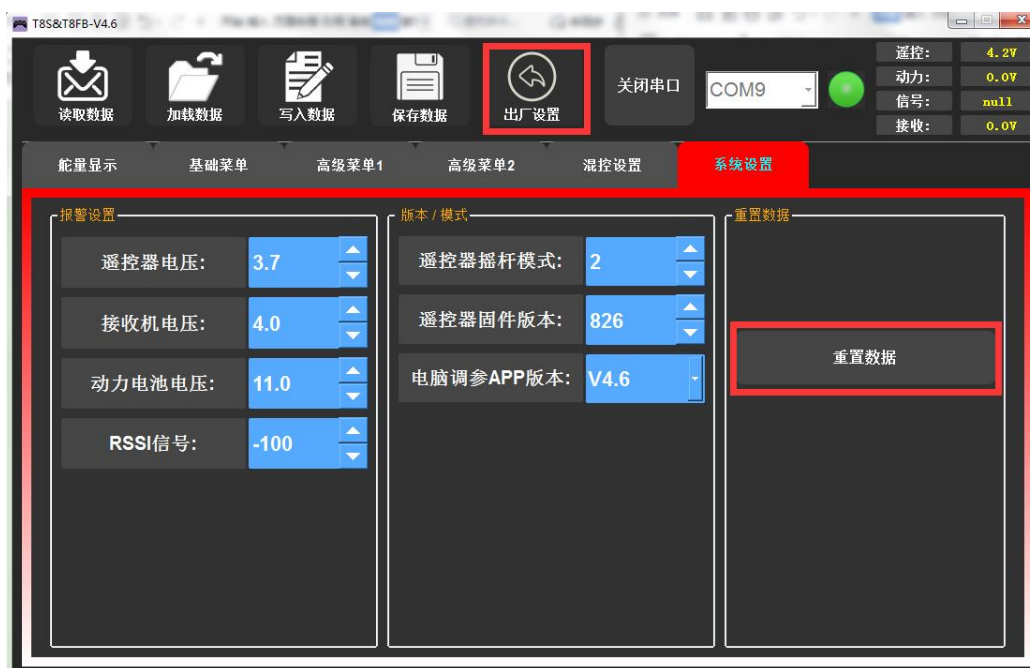 T8S&T8FB-V4.6
读取数据
加载数据
写入数据
保存数据
出厂设置
关闭串口
COM9
遥控: 4.2V
动力: 0.0V
信号: null
接收: 0.0V
舵量显示 基础菜单 高级菜单1 高级菜单2 混控设置 系统设置
报警设置
遥控器电压: 3.7
接收机电压: 4.0
动力电池电压: 11.0
RSSI信号: -100
版本 / 模式
遥控器摇杆模式: 2
遥控器固件版本: 826
电脑调参APP版本: V4.6
重置数据
重置数据